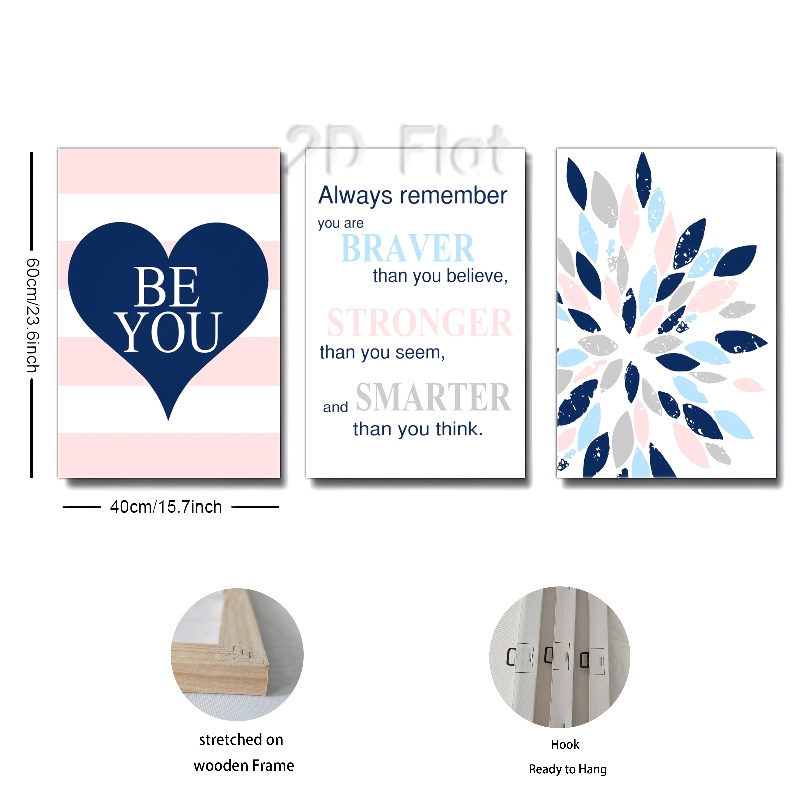 2D Flat
60cm/23.6inch
BE
YOU
Always remember
you are
BRAVER
than you believe,
STRONGER
than you seem,
and SMARTER
than you think.
40cm/15.7inch
stretched on
wooden Frame
Hook
Ready to Hang